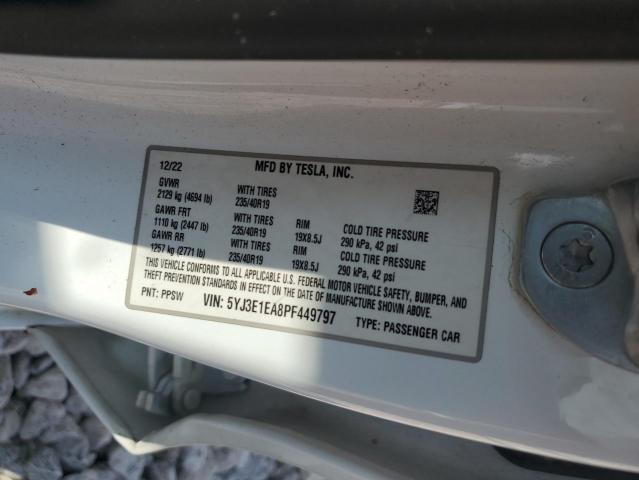 12/22 MFD BY TESLA, INC.
GVWR
2129 kg (4694 lb) WITH TIRES 235/40R19
GAWR FRT
1110 kg (2447 lb) WITH TIRES 235/40R19 RIM 19X8.5J COLD TIRE PRESSURE 290 kPa, 42 psi
GAWR RR
1257 kg (2771 lb) WITH TIRES 235/40R19 RIM 19X8.5J COLD TIRE PRESSURE 290 kPa, 42 psi
THIS VEHICLE CONFORMS TO ALL APPLICABLE U.S. FEDERAL MOTOR VEHICLE SAFETY, BUMPER, AND
THEFT PREVENTION STANDARDS IN EFFECT ON THE DATE OF MANUFACTURE SHOWN ABOVE.
PNT: PPSW VIN: 5YJ3E1EA8PF449797 TYPE: PASSENGER CAR